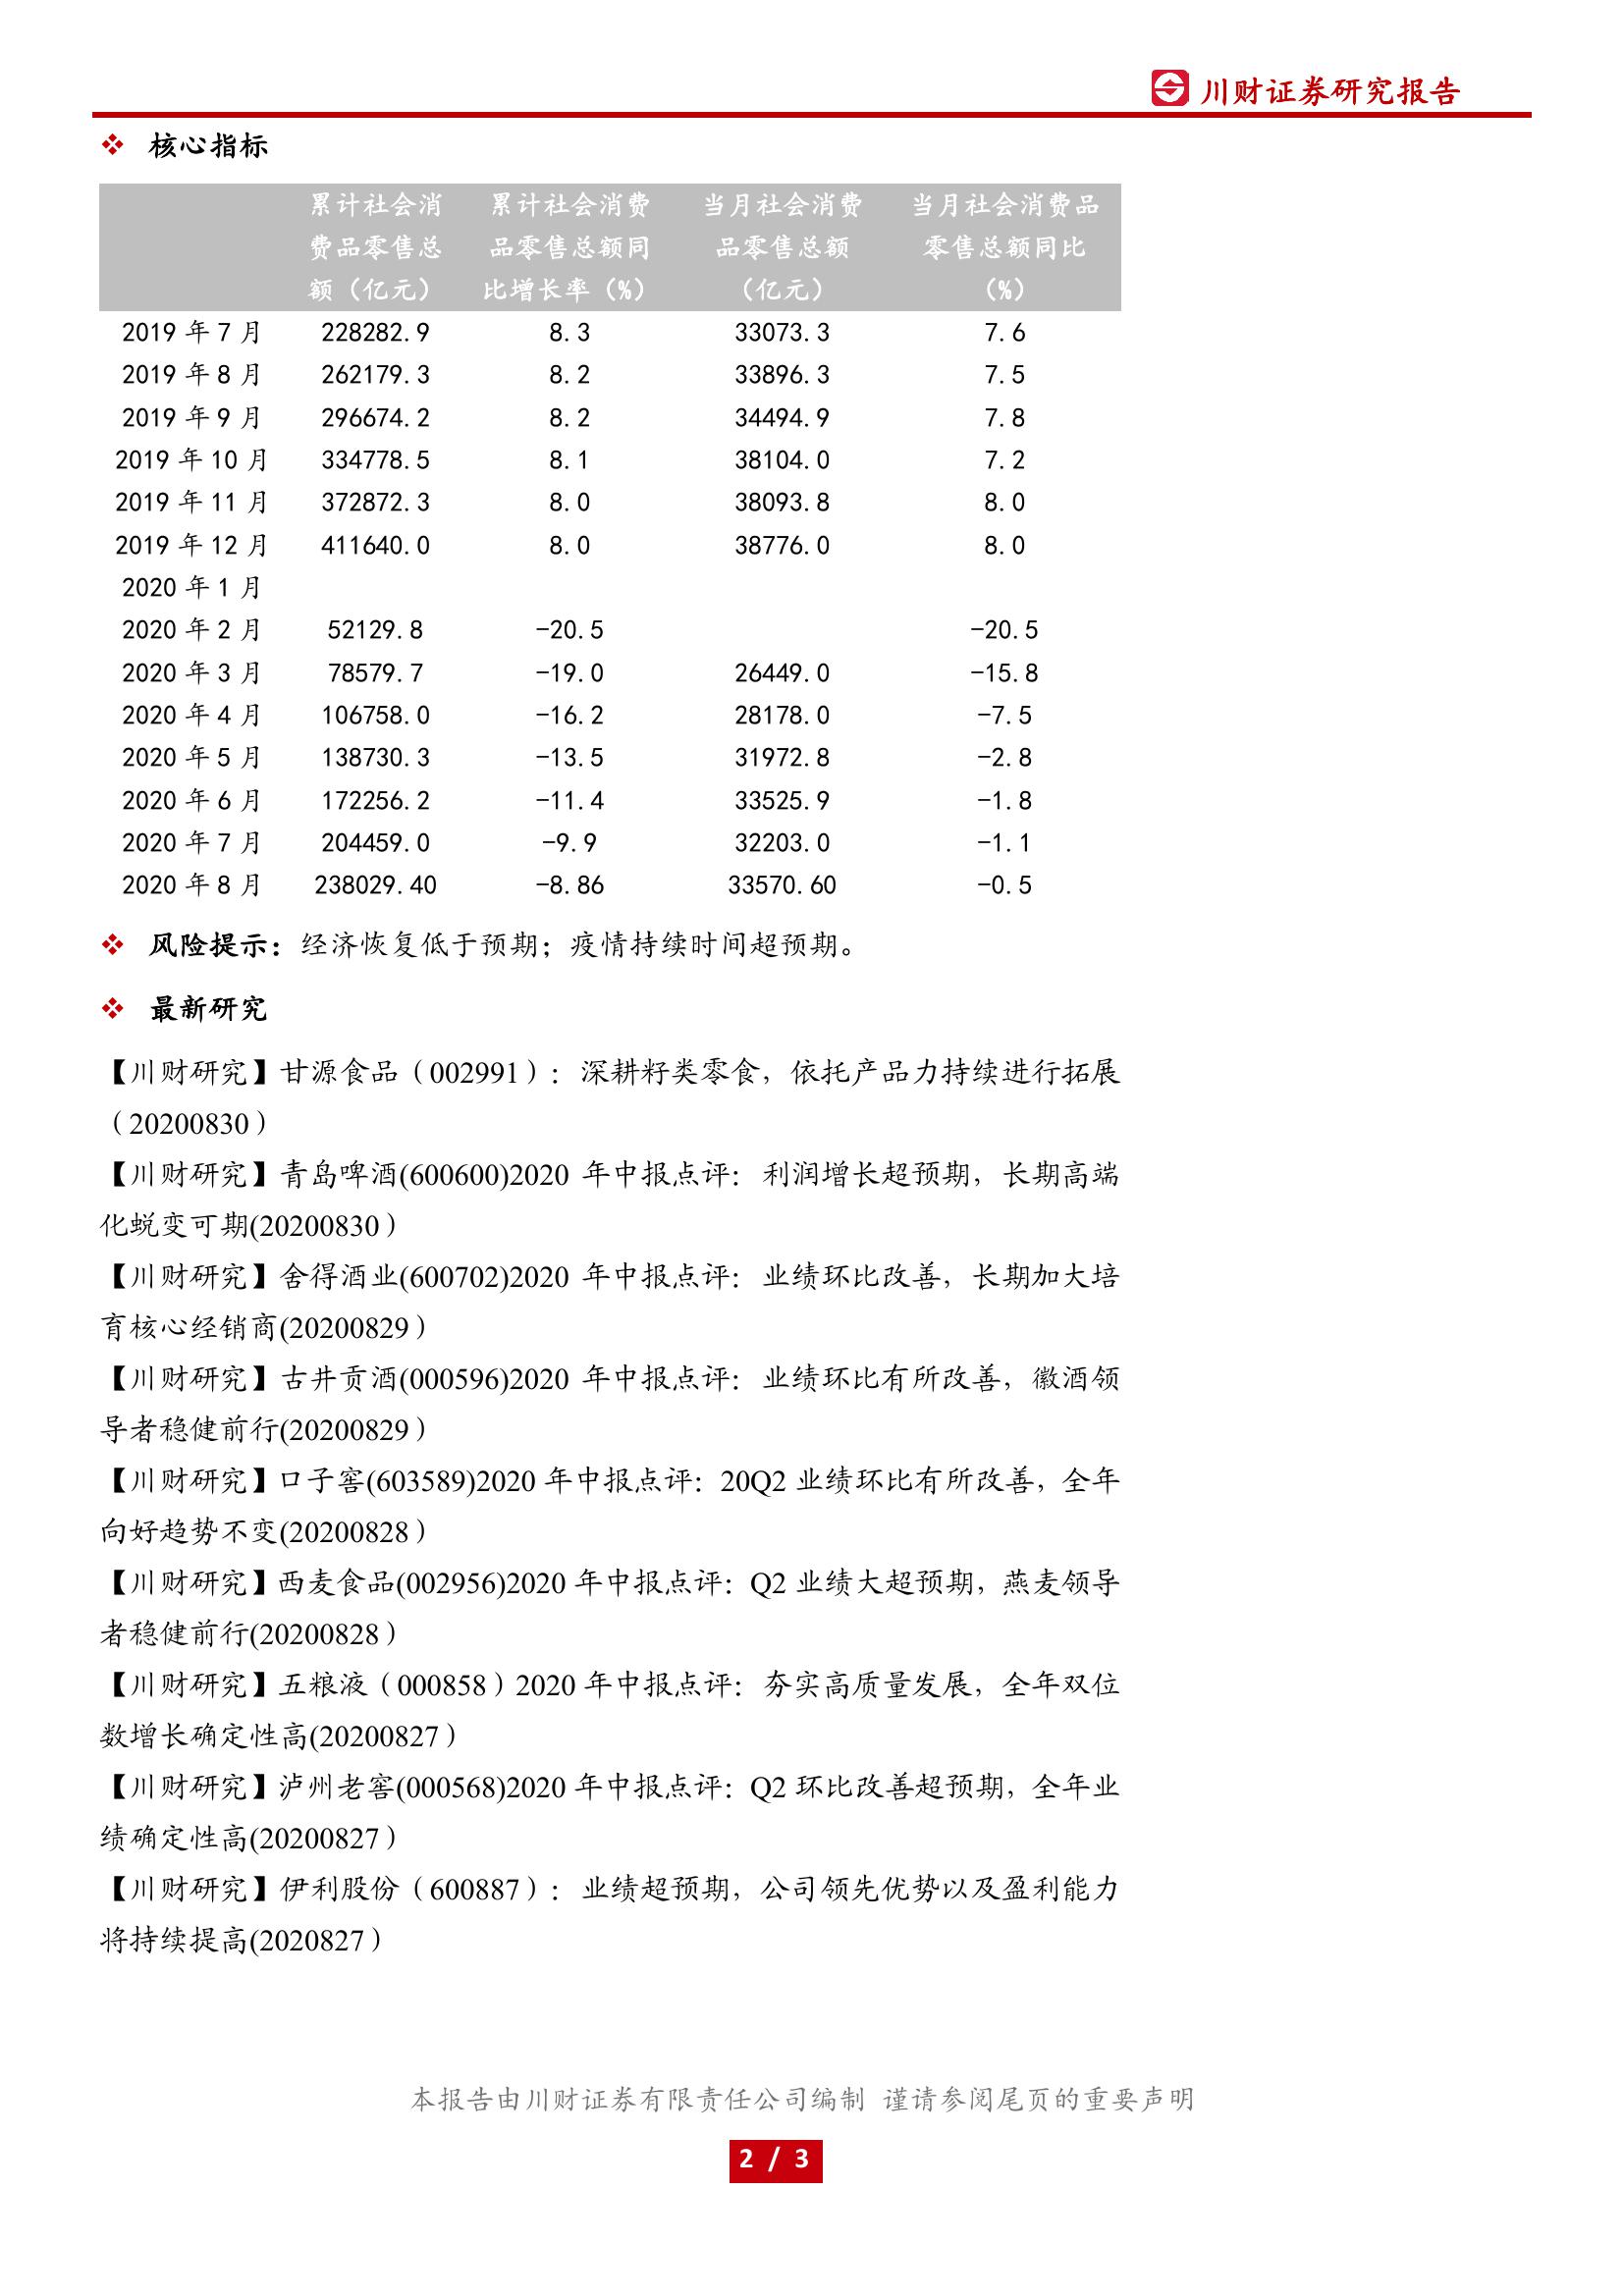 川财证券研究报告
核心指标
累计社会消 累计社会消费 当月社会消费 当月社会消费品
费品零售总 品零售总额同 品零售总额 零售总额同比
额（亿元） 比增长率（%） （亿元） （%）
2019 年 7 月 228282.9 8.3 33073.3 7.6
2019 年 8 月 262179.3 8.2 33896.3 7.5
2019 年 9 月 296674.2 8.2 34494.9 7.8
2019 年 10 月 334778.5 8.1 38104.0 7.2
2019 年 11 月 372872.3 8.0 38093.8 8.0
2019 年 12 月 411640.0 8.0 38776.0 8.0
2020 年 1 月
2020 年 2 月 52129.8 -20.5 -20.5
2020 年 3 月 78579.7 -19.0 26449.0 -15.8
2020 年 4 月 106758.0 -16.2 28178.0 -7.5
2020 年 5 月 138730.3 -13.5 31972.8 -2.8
2020 年 6 月 172256.2 -11.4 33525.9 -1.8
2020 年 7 月 204459.0 -9.9 32203.0 -1.1
2020 年 8 月 238029.40 -8.86 33570.60 -0.5
风险提示：经济恢复低于预期；疫情持续时间超预期。
最新研究
【川财研究】甘源食品（002991）：深耕籽类零食，依托产品力持续进行拓展
（20200830）
【川财研究】青岛啤酒(600600)2020 年中报点评：利润增长超预期，长期高端
化蜕变可期(20200830）
【川财研究】舍得酒业(600702)2020 年中报点评：业绩环比改善，长期加大培
育核心经销商(20200829）
【川财研究】古井贡酒(000596)2020 年中报点评：业绩环比有所改善，徽酒领
导者稳健前行(20200829）
【川财研究】口子窖(603589)2020 年中报点评：20Q2 业绩环比有所改善，全年
向好趋势不变(20200828）
【川财研究】西麦食品(002956)2020 年中报点评：Q2 业绩大超预期，燕麦领导
者稳健前行(20200828）
【川财研究】五粮液（000858）2020 年中报点评：夯实高质量发展，全年双位
数增长确定性高(20200827）
【川财研究】泸州老窖(000568)2020 年中报点评：Q2 环比改善超预期，全年业
绩确定性高(20200827）
【川财研究】伊利股份（600887）：业绩超预期，公司领先优势以及盈利能力
将持续提高(2020827）
本报告由川财证券有限责任公司编制 谨请参阅尾页的重要声明
2 / 3